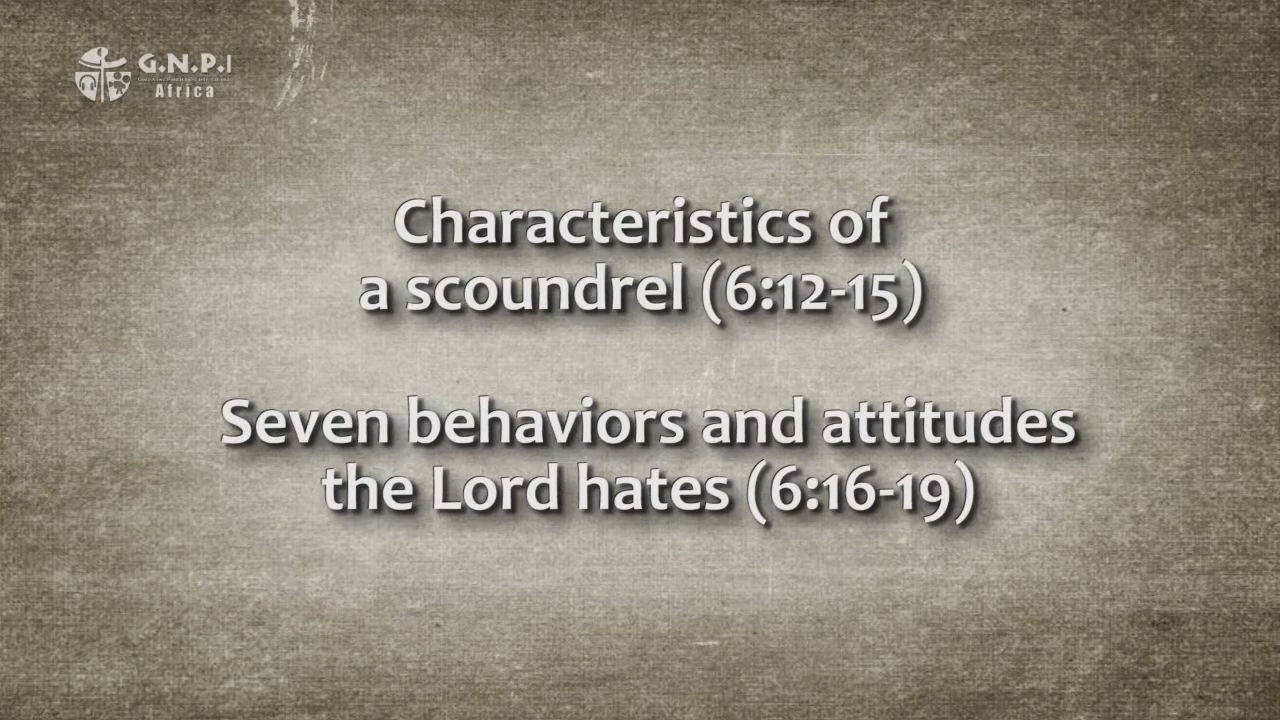 G.N.P.I
Africa
Characteristics of
a scoundrel (6:12-15)
Seven behaviors and attitudes
the Lord hates (6:16-19)